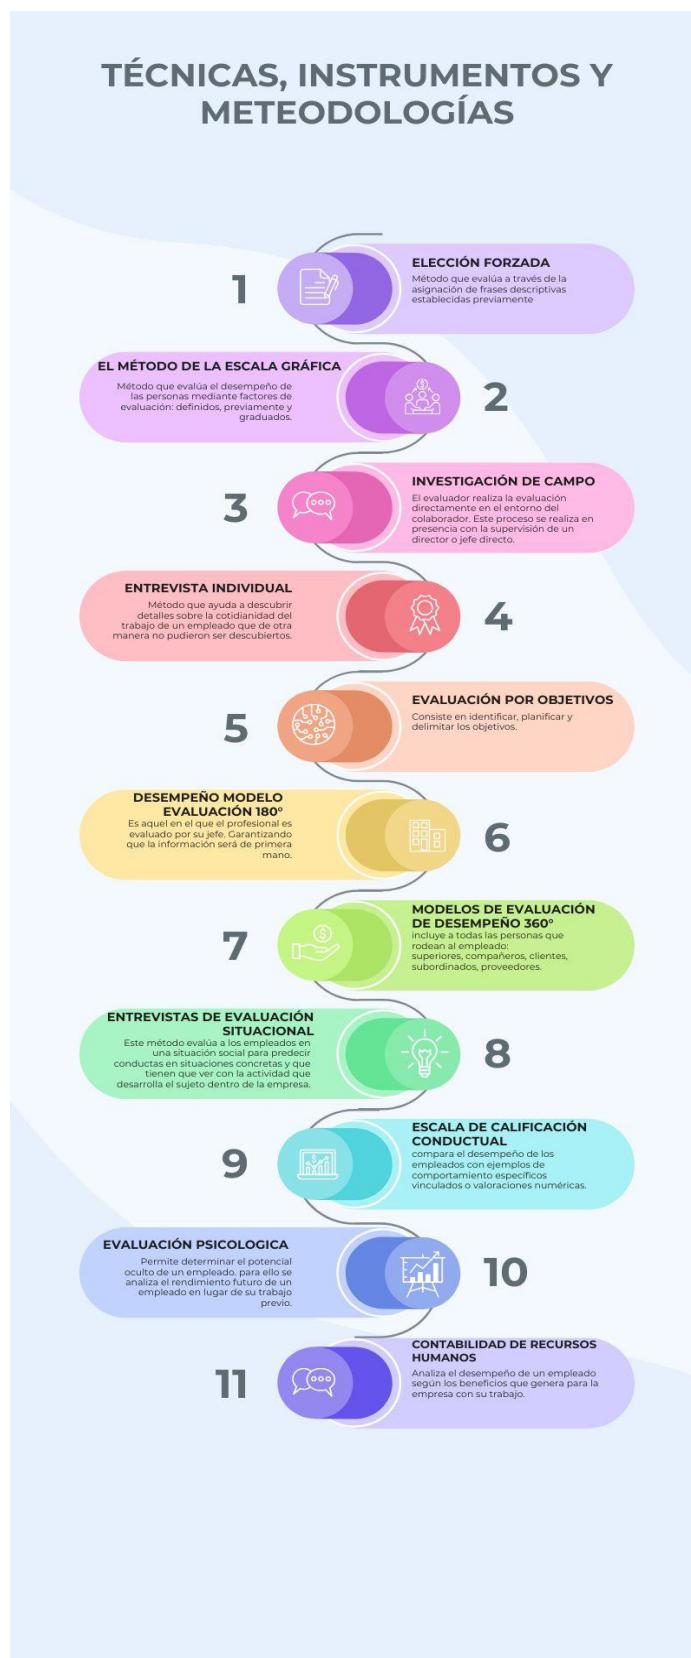 TÉCNICAS, INSTRUMENTOS Y
METEODOLOGÍAS
1
ELECCIÓN FORZADA
Método que evalúa a través de la
asignación de frases descriptivas
establecidas previamente
EL MÉTODO DE LA ESCALA GRÁFICA
Método que evalúa el desempeño de
las personas mediante factores de
evaluación: definidos, previamente y
graduados.
2
3
INVESTIGACIÓN DE CAMPO
El evaluador realiza la evaluación
directamente en el entorno del
colaborador. Este proceso se realiza en
presencia con la supervisión de un
director o jefe directo.
ENTREVISTA INDIVIDUAL
Método que ayuda a descubrir
detalles sobre la cotidianidad del
trabajo de un empleado que de otra
manera no pudieron ser descubiertos.
4
5
EVALUACIÓN POR OBJETIVOS
Consiste en identificar, planificar y
delimitar los objetivos.
DESEMPEÑO MODELO
EVALUACIÓN 180°
Es aquel en el que el profesional es
evaluado por su jefe. Garantizando
que la información será de primera
mano.
6
7
MODELOS DE EVALUACIÓN
DE DESEMPEÑO 360°
incluye a todas las personas que
rodean al empleado:
superiores, compañeros, clientes,
subordinados, proveedores.
ENTREVISTAS DE EVALUACIÓN
SITUACIONAL
Este método evalúa a los empleados en
una situación social para predecir
conductas en situaciones concretas y que
tienen que ver con la actividad que
desarrolla el sujeto dentro de la empresa.
8
9
ESCALA DE CALIFICACIÓN
CONDUCTUAL
compara el desempeño de los
empleados con ejemplos de
comportamiento específicos
vinculados o valoraciones numéricas.
EVALUACIÓN PSICOLOGICA
Permite determinar el potencial
oculto de un empleado. para ello se
analiza el rendimiento futuro de un
empleado en lugar de su trabajo
previo.
10
11
CONTABILIDAD DE RECURSOS
HUMANOS
Analiza el desempeño de un empleado
según los beneficios que genera para la
empresa con su trabajo.